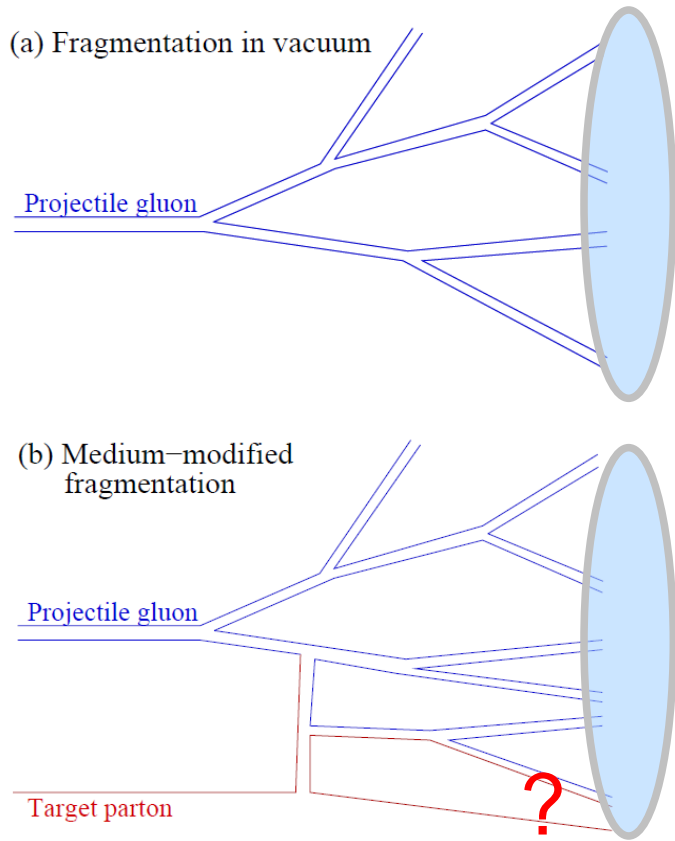 (a) Fragmentation in vacuum
Projectile gluon
(b) Medium−modified
fragmentation
Projectile gluon
Target parton
?